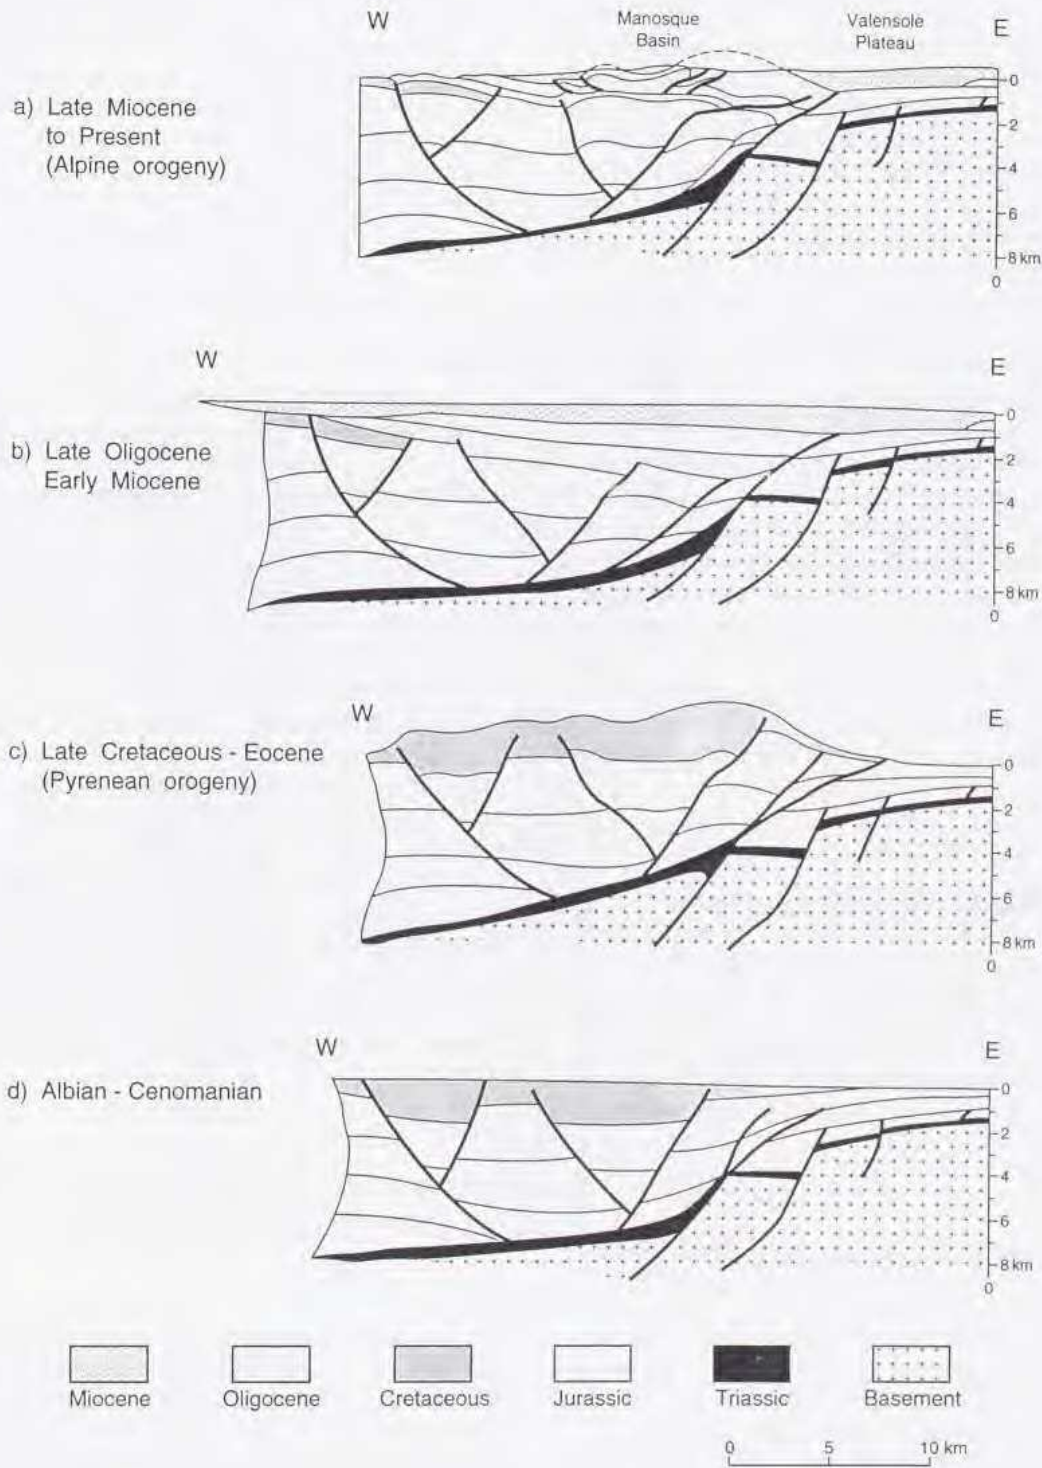 W
Manosque
Basin
Valensole
Plateau
E
a) Late Miocene
to Present
(Alpine orogeny)
0
2
4
6
8 km
0
W
E
b) Late Oligocene
Early Miocene
0
2
4
6
8 km
0
W
E
c) Late Cretaceous - Eocene
(Pyrenean orogeny)
0
2
4
6
8 km
0
W
E
d) Albian - Cenomanian
0
2
4
6
8 km
0
Miocene
Oligocene
Cretaceous
Jurassic
Triassic
Basement
0 5 10 km